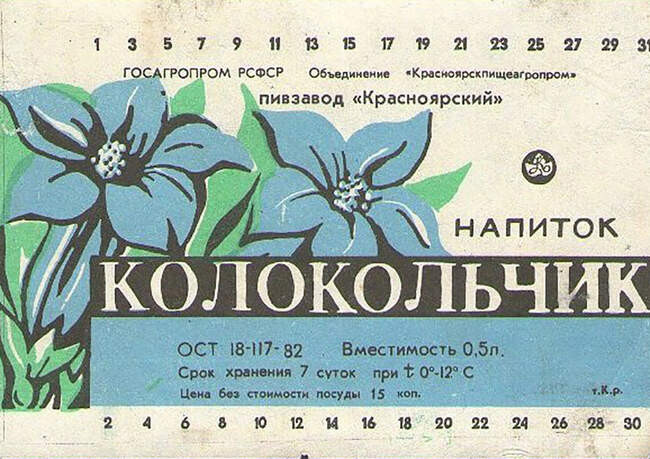 1 3 5 7 9 11 13 15 17 19 21 23 25 27 29 31
ГОСАГРОПРОМ РСФСР Объединение «Красноярскпищеагропром»
пивзавод «Красноярский»
НАПИТОК
КОЛОКОЛЬЧИК
ОСТ 18-117-82 Вместимость 0,5л.
Срок хранения 7 суток при t 0°-12° С
Цена без стоимости посуды 15 коп.
т.К.р.
2 4 6 8 10 12 14 16 18 20 22 24 26 28 30